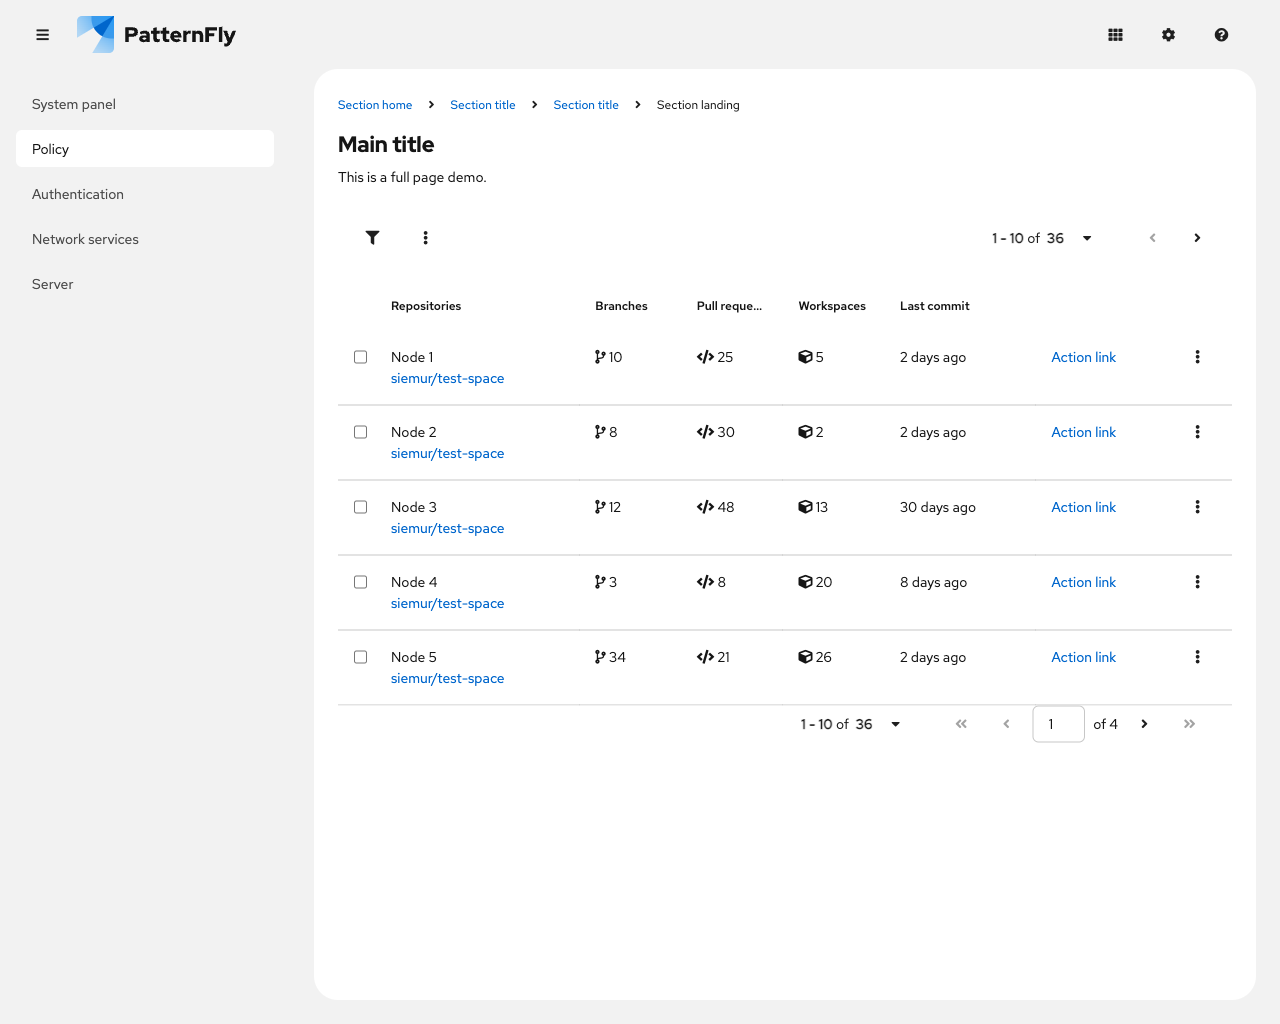 PatternFly
System panel
Policy
Authentication
Network services
Server
Section home
Section title
Section title
Section landing
Main title
This is a full page demo.
1 - 10 of 36
Repositories Branches Pull reque... Workspaces Last commit
Node 1 10 25 5 2 days ago Action link
siemur/test-space
Node 2 8 30 2 2 days ago Action link
siemur/test-space
Node 3 12 48 13 30 days ago Action link
siemur/test-space
Node 4 3 8 20 8 days ago Action link
siemur/test-space
Node 5 34 21 26 2 days ago Action link
siemur/test-space
1 - 10 of 36 1 of 4